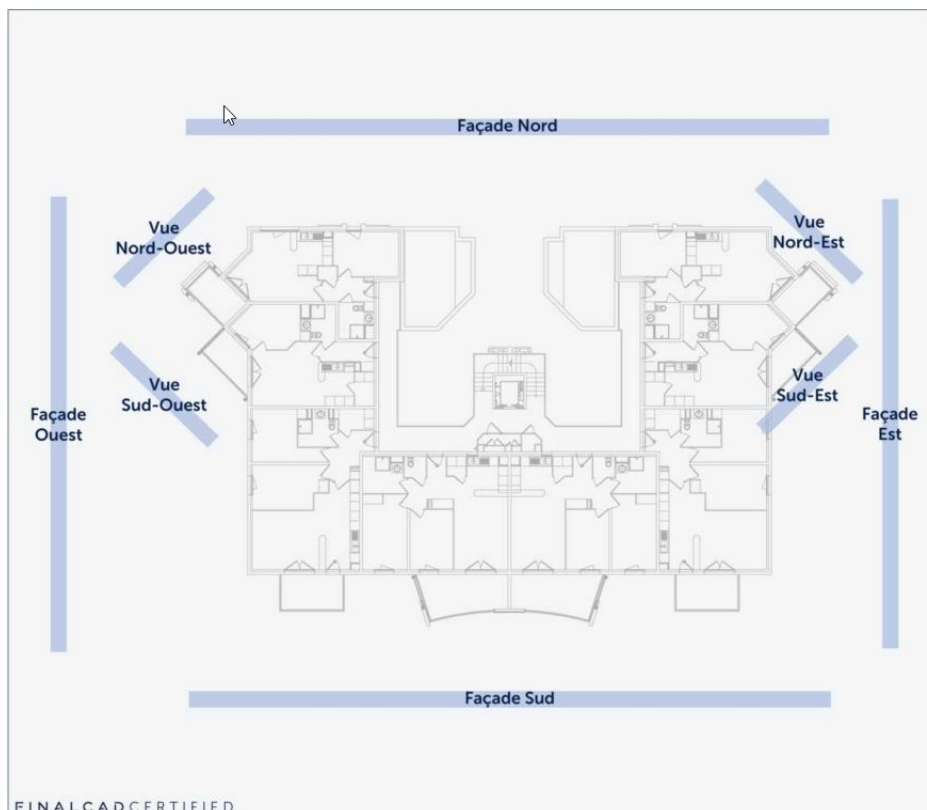 Façade Nord
Vue
Nord-Ouest
Vue
Nord-Est
Vue
Sud-Ouest
Vue
Sud-Est
Façade
Ouest
Façade
Est
Façade Sud
FINALCADCERTIFIED